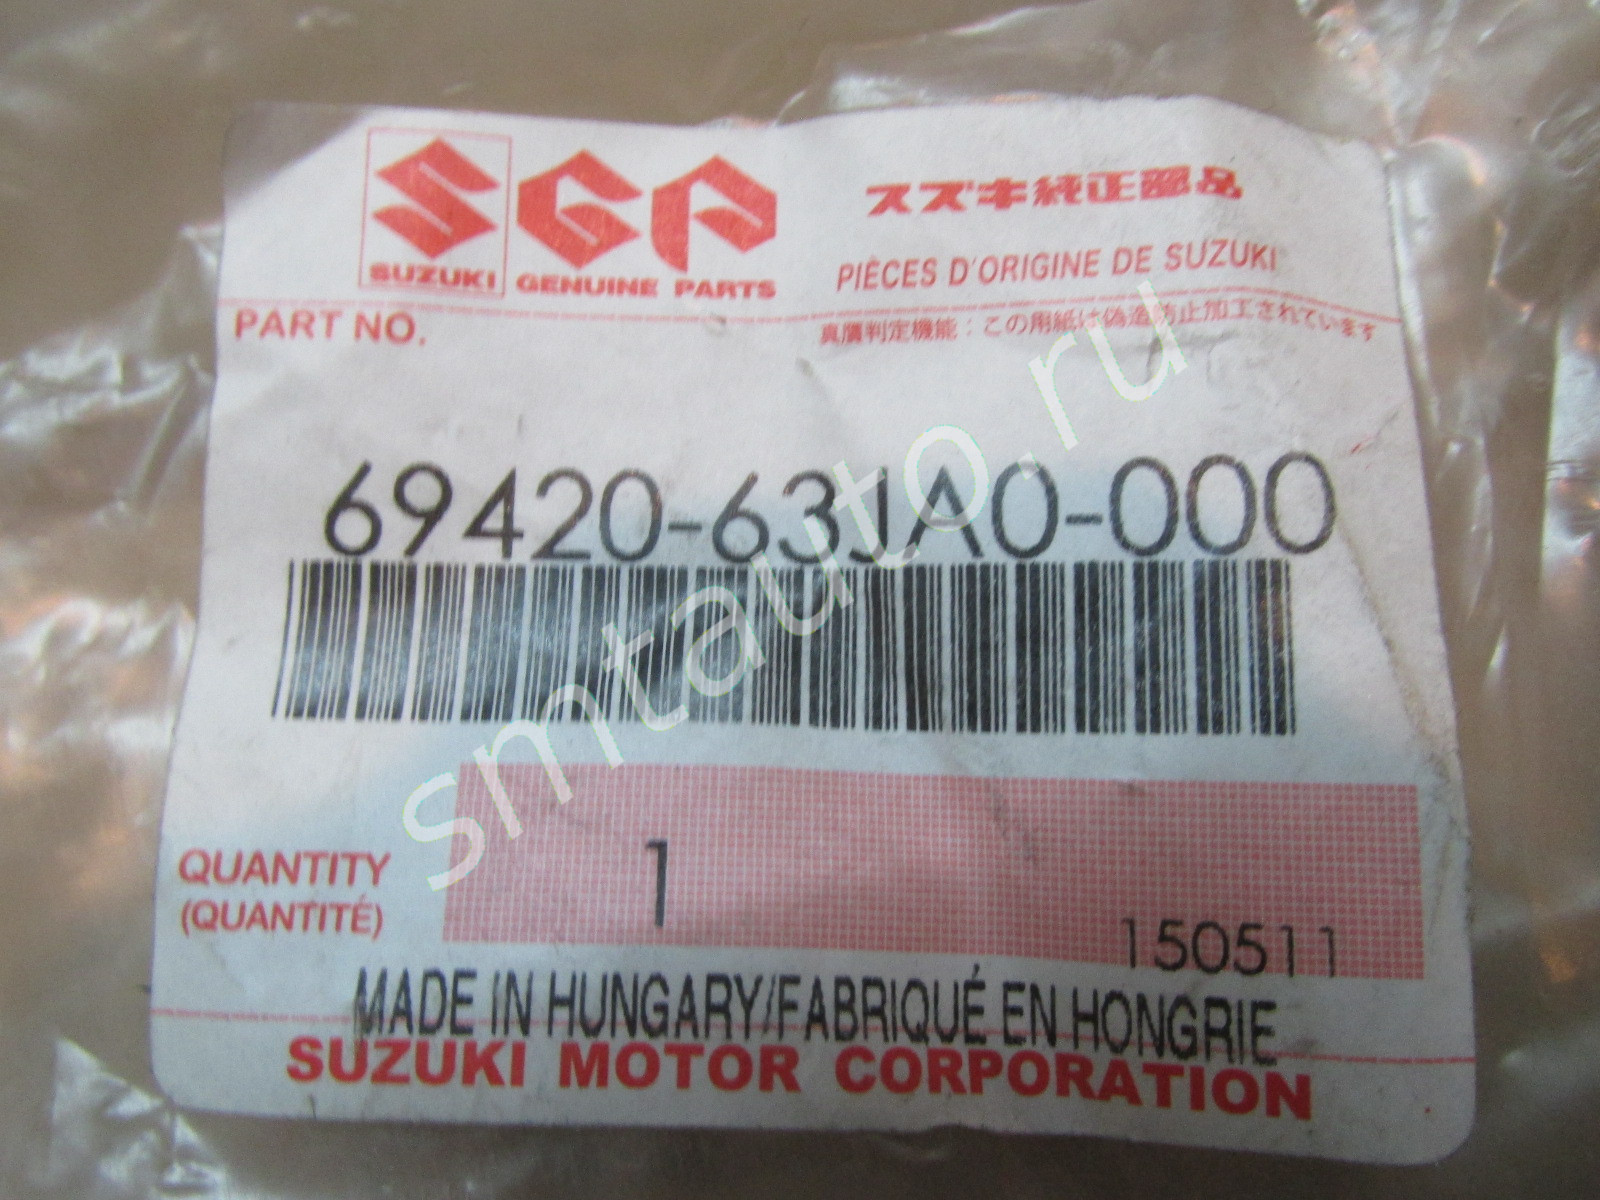 SUZUKI
SGP
GENUINE PARTS
スズキ純正部品
PIÈCES D'ORIGINE DE SUZUKI
PART NO.
真贋判定機能：この用紙は偽造防止加工されています
69420-63JA0-000
QUANTITY
(QUANTITÉ)
1
150511
MADE IN HUNGARY/FABRIQUÉ EN HONGRIE
SUZUKI MOTOR CORPORATION
smtauto.ru